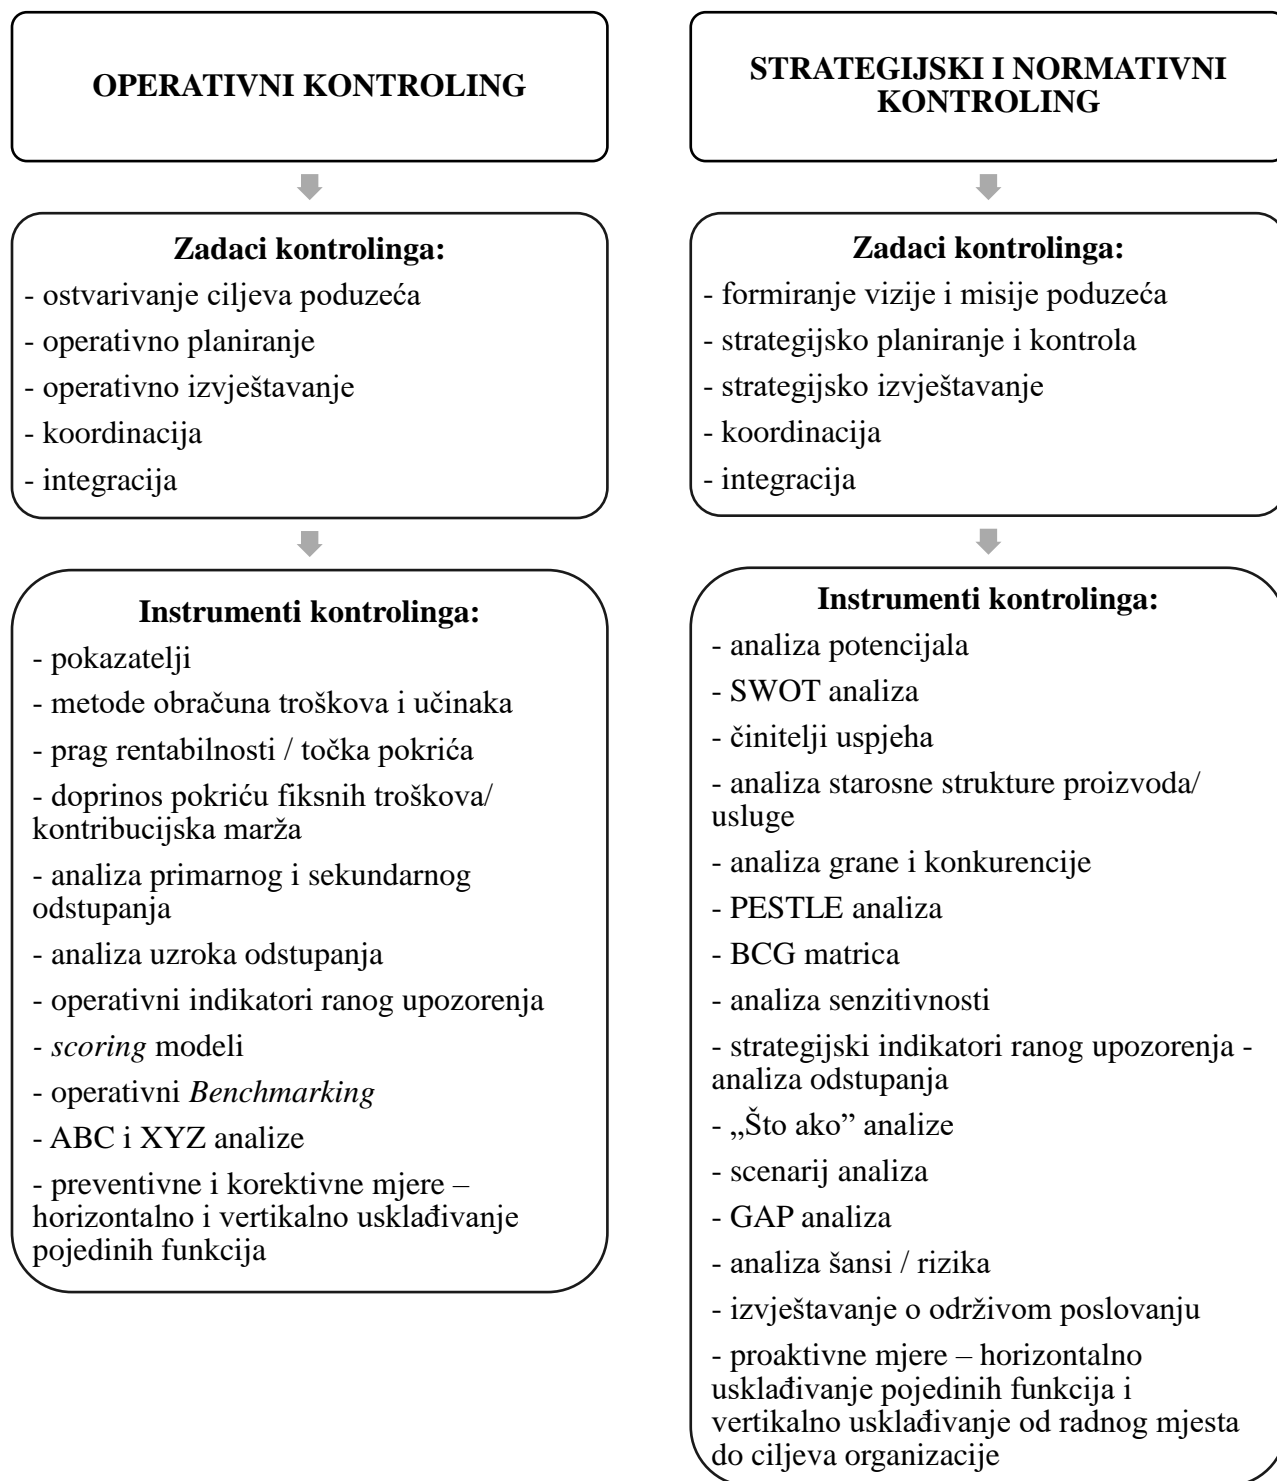 OPERATIVNI KONTROLING
Zadaci kontrolinga:
- ostvarivanje ciljeva poduzeća
- operativno planiranje
- operativno izvještavanje
- koordinacija
- integracija
Instrumenti kontrolinga:
- pokazatelji
- metode obračuna troškova i učinaka
- prag rentabilnosti / točka pokrića
- doprinos pokriću fiksnih troškova/
kontribucijska marža
- analiza primarnog i sekundarnog
odstupanja
- analiza uzroka odstupanja
- operativni indikatori ranog upozorenja
- scoring modeli
- operativni Benchmarking
- ABC i XYZ analize
- preventivne i korektivne mjere –
horizontalno i vertikalno usklađivanje
pojedinih funkcija
STRATEGIJSKI I NORMATIVNI
KONTROLING
Zadaci kontrolinga:
- formiranje vizije i misije poduzeća
- strategijsko planiranje i kontrola
- strategijsko izvještavanje
- koordinacija
- integracija
Instrumenti kontrolinga:
- analiza potencijala
- SWOT analiza
- činitelji uspjeha
- analiza starosne strukture proizvoda/
usluge
- analiza grane i konkurencije
- PESTLE analiza
- BCG matrica
- analiza senzitivnosti
- strategijski indikatori ranog upozorenja -
analiza odstupanja
- „Što ako” analize
- scenarij analiza
- GAP analiza
- analiza šansi / rizika
- izvještavanje o održivom poslovanju
- proaktivne mjere – horizontalno
usklađivanje pojedinih funkcija i
vertikalno usklađivanje od radnog mjesta
do ciljeva organizacije